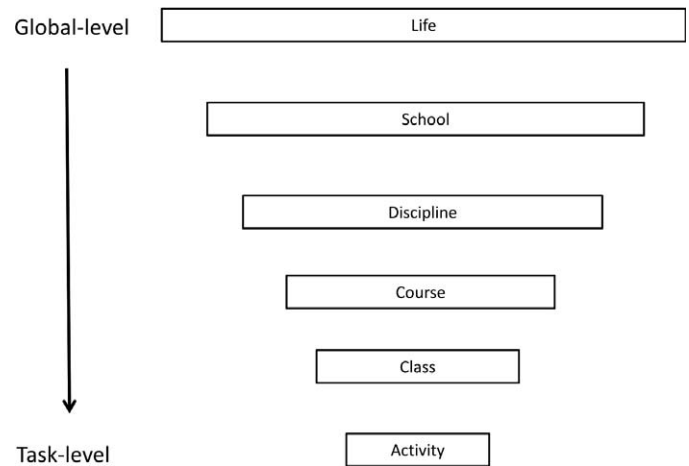 Global-level
Life
School
Discipline
Course
Class
Task-level
Activity